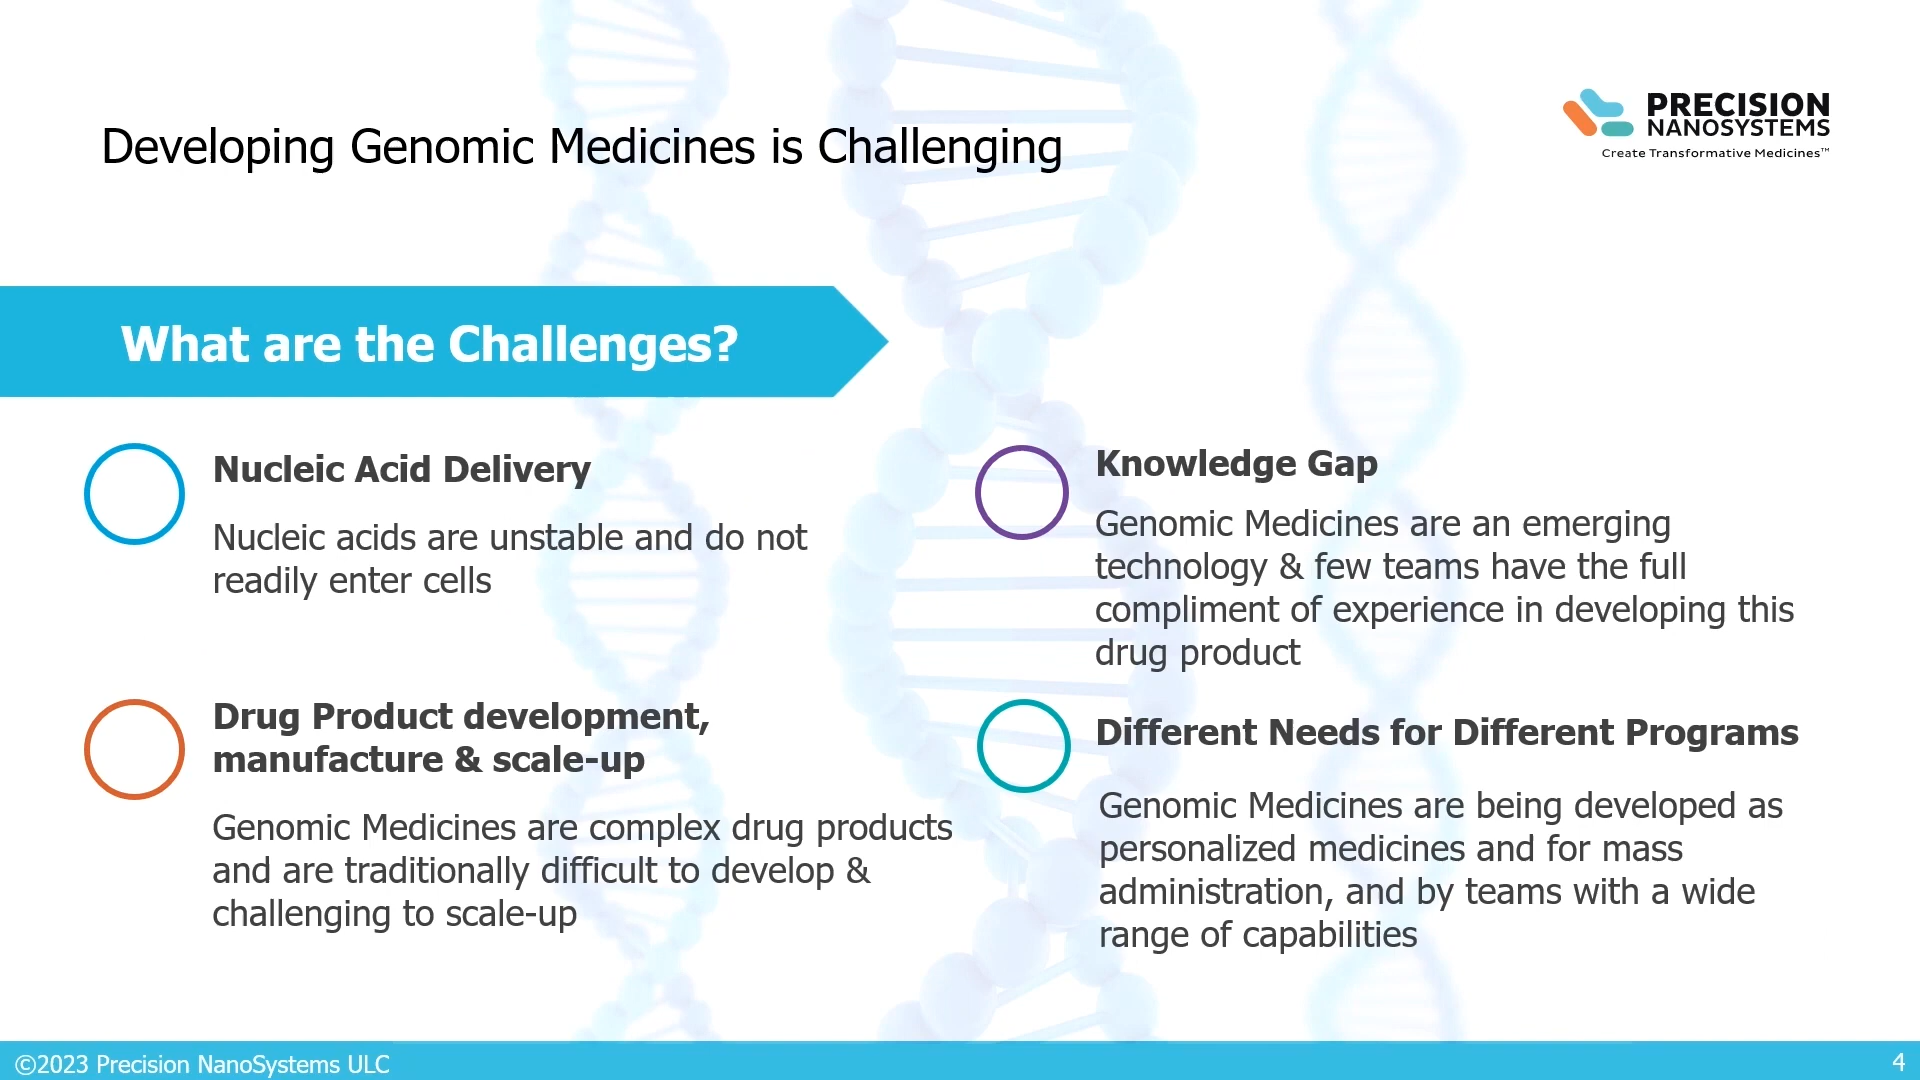 Developing Genomic Medicines is Challenging
PRECISION
NANOSYSTEMS
Create Transformative Medicines™
What are the Challenges?
Nucleic Acid Delivery
Nucleic acids are unstable and do not
readily enter cells
Drug Product development,
manufacture & scale-up
Genomic Medicines are complex drug products
and are traditionally difficult to develop &
challenging to scale-up
Knowledge Gap
Genomic Medicines are an emerging
technology & few teams have the full
compliment of experience in developing this
drug product
Different Needs for Different Programs
Genomic Medicines are being developed as
personalized medicines and for mass
administration, and by teams with a wide
range of capabilities
©2023 Precision NanoSystems ULC
4